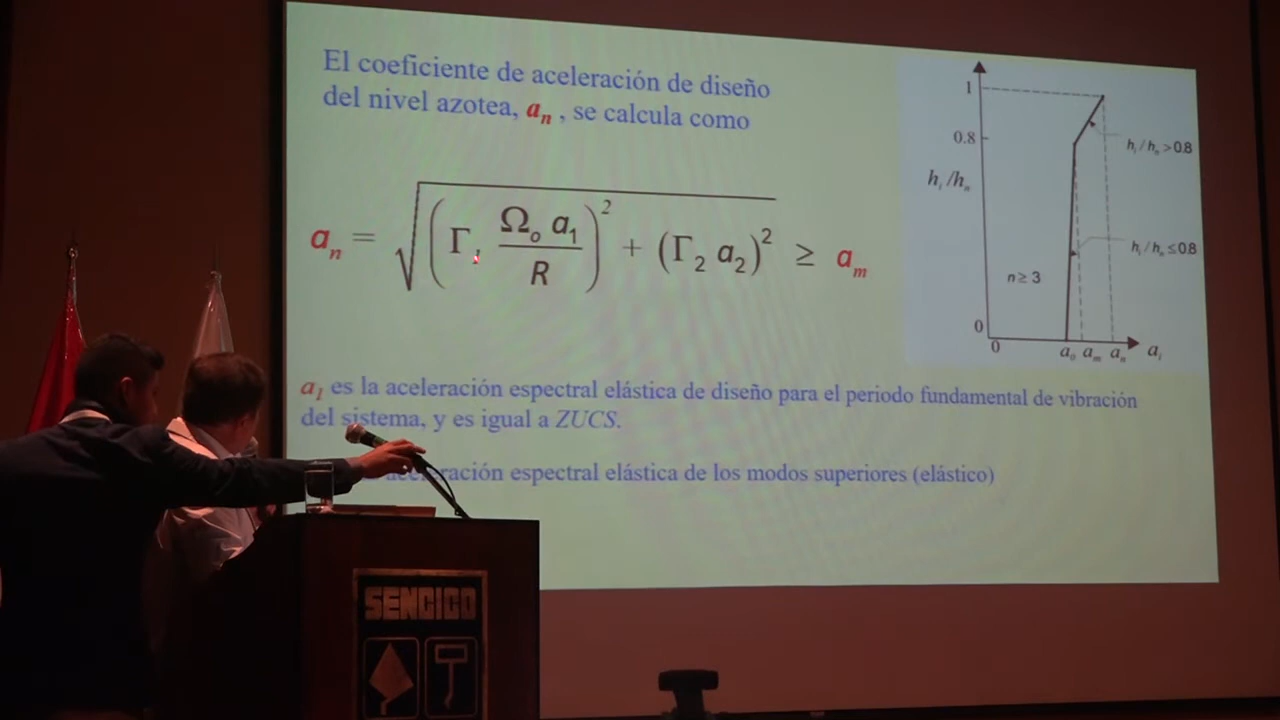 El coeficiente de aceleración de diseño
del nivel azotea, aₙ , se calcula como
aₙ = √((Γ₁ Ωₒ a₁ / R)² + (Γ₂ a₂)²) ≥ aₘ
a₁ es la aceleración espectral elástica de diseño para el periodo fundamental de vibración
del sistema, y es igual a ZUCS.
aceleración espectral elástica de los modos superiores (elástico)
1
0.8
hᵢ /hₙ
0
hᵢ / hₙ > 0.8
hᵢ / hₙ ≤ 0.8
n ≥ 3
0 a₀ aₘ aₙ aᵢ
SENCICO